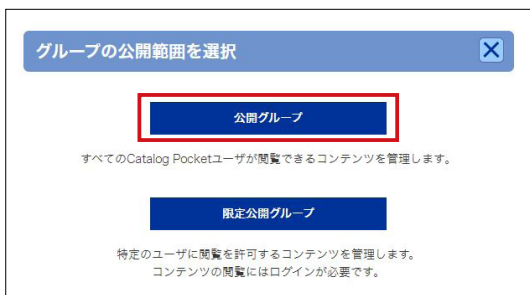 グループの公開範囲を選択
公開グループ
すべてのCatalog Pocketユーザが閲覧できるコンテンツを管理します。
限定公開グループ
特定のユーザに閲覧を許可するコンテンツを管理します。
コンテンツの閲覧にはログインが必要です。